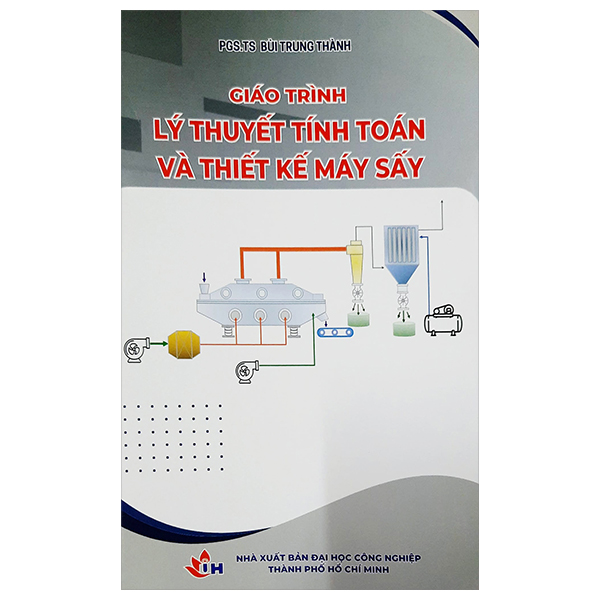 PGS.TS BÙI TRUNG THÀNH
GIÁO TRÌNH
LÝ THUYẾT TÍNH TOÁN
VÀ THIẾT KẾ MÁY SẤY
IH
NHÀ XUẤT BẢN ĐẠI HỌC CÔNG NGHIỆP
THÀNH PHỐ HỒ CHÍ MINH